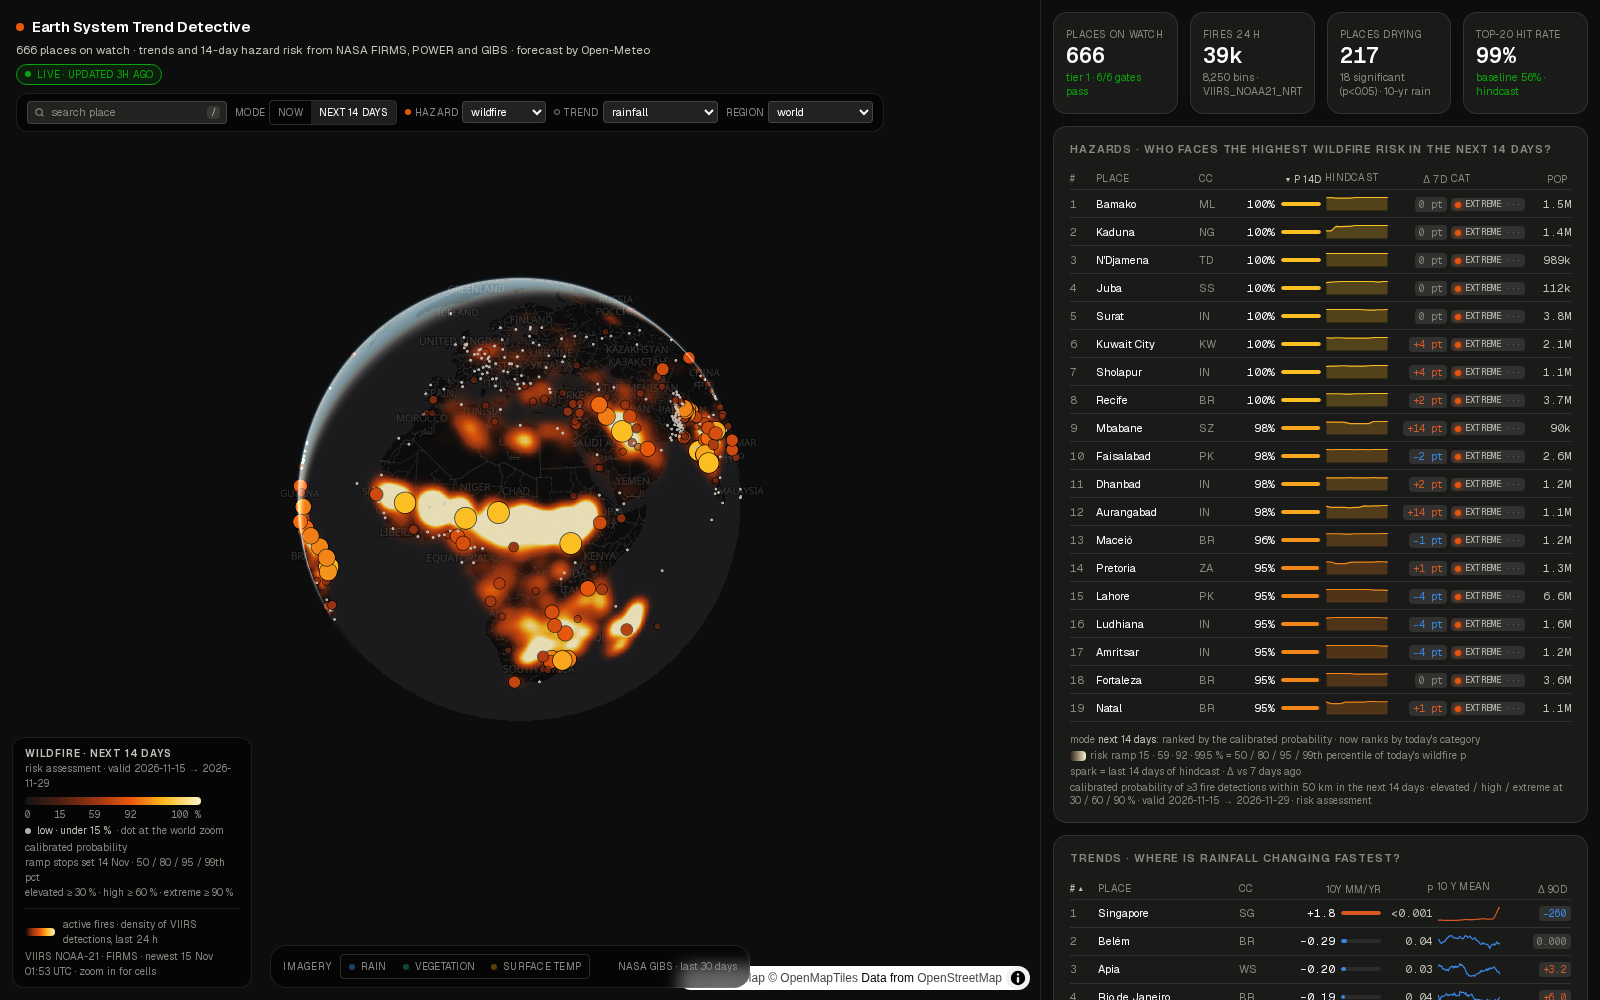 Earth System Trend Detective
666 places on watch · trends and 14-day hazard risk from NASA FIRMS, POWER and GIBS · forecast by Open-Meteo
LIVE · UPDATED 3H AGO
search place /
MODE NOW NEXT 14 DAYS HAZARD wildfire TREND rainfall REGION world
GREENLAND
ICELAND
RUSSIA
FINLAND
UNITED KINGDOM
UKRAINE
KAZAKHSTAN
ҚАЗАҚСТАН
CHINA
SPAIN
TURKEY
TURKMENISTAN
MOROCCO
المغرب
TUNISIA
SAUDI
YEMEN
NIGER
CHAD
MALAYSIA
KENYA
WILDFIRE · NEXT 14 DAYS
risk assessment · valid 2026-11-15 → 2026-
11-29
0 15 59 92 100 %
low · under 15 % · dot at the world zoom
calibrated probability
ramp stops set 14 Nov · 50 / 80 / 95 / 99th
pct
elevated ≥ 30 % · high ≥ 60 % · extreme ≥ 90 %
active fires · density of VIIRS
detections, last 24 h
VIIRS NOAA-21 · FIRMS · newest 15 Nov
01:53 UTC · zoom in for cells
IMAGERY RAIN VEGETATION SURFACE TEMP NASA GIBS · last 30 days
© OpenMapTiles Data from OpenStreetMap
PLACES ON WATCH
666
tier 1 · 6/6 gates
pass
FIRES 24 H
39k
8,250 bins ·
VIIRS_NOAA21_NRT
PLACES DRYING
217
18 significant
(p<0.05) · 10-yr rain
TOP-20 HIT RATE
99%
baseline 56% ·
hindcast
HAZARDS · WHO FACES THE HIGHEST WILDFIRE RISK IN THE NEXT 14 DAYS?
# PLACE CC ▼ P 14D HINDCAST Δ 7D CAT POP
1 Bamako ML 100% 0 pt EXTREME ··· 1.5M
2 Kaduna NG 100% 0 pt EXTREME ··· 1.4M
3 N'Djamena TD 100% 0 pt EXTREME ··· 989k
4 Juba SS 100% 0 pt EXTREME ··· 112k
5 Surat IN 100% 0 pt EXTREME ··· 3.8M
6 Kuwait City KW 100% +4 pt EXTREME ··· 2.1M
7 Sholapur IN 100% +4 pt EXTREME ··· 1.1M
8 Recife BR 100% +2 pt EXTREME ··· 3.7M
9 Mbabane SZ 98% +14 pt EXTREME ··· 90k
10 Faisalabad PK 98% −2 pt EXTREME ··· 2.6M
11 Dhanbad IN 98% +2 pt EXTREME ··· 1.2M
12 Aurangabad IN 98% +14 pt EXTREME ··· 1.1M
13 Maceió BR 96% −1 pt EXTREME ··· 1.2M
14 Pretoria ZA 95% +1 pt EXTREME ··· 1.3M
15 Lahore PK 95% −4 pt EXTREME ··· 6.6M
16 Ludhiana IN 95% −4 pt EXTREME ··· 1.6M
17 Amritsar IN 95% −4 pt EXTREME ··· 1.2M
18 Fortaleza BR 95% 0 pt EXTREME ··· 3.6M
19 Natal BR 95% +1 pt EXTREME ··· 1.1M
mode next 14 days: ranked by the calibrated probability · now ranks by today's category
risk ramp 15 · 59 · 92 · 99.5 % = 50 / 80 / 95 / 99th percentile of today's wildfire p
spark = last 14 days of hindcast · Δ vs 7 days ago
calibrated probability of ≥3 fire detections within 50 km in the next 14 days · elevated / high / extreme at
30 / 60 / 90 % · valid 2026-11-15 → 2026-11-29 · risk assessment
TRENDS · WHERE IS RAINFALL CHANGING FASTEST?
# ▲ PLACE CC 10Y MM/YR P 10 Y MEAN Δ 90D
1 Singapore SG +1.8 <0.001 −260
2 Belém BR −0.29 0.04 0.000
3 Apia WS −0.20 0.03 +3.2
4 Rio de Janeiro BR −0.19 0.04 +6.0